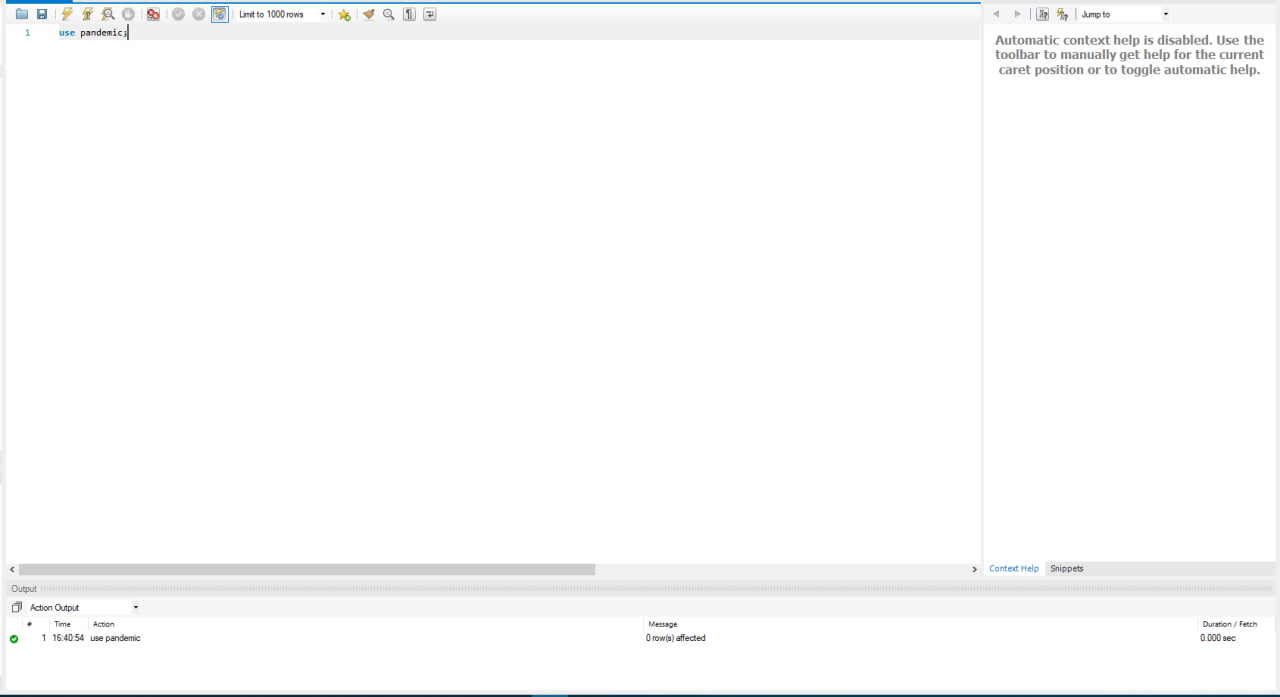 Limit to 1000 rows
Jump to
1 use pandemic;
Automatic context help is disabled. Use the
toolbar to manually get help for the current
caret position or to toggle automatic help.
Context Help Snippets
Output
Action Output
# Time Action Message Duration / Fetch
1 16:40:54 use pandemic 0 row(s) affected 0.000 sec